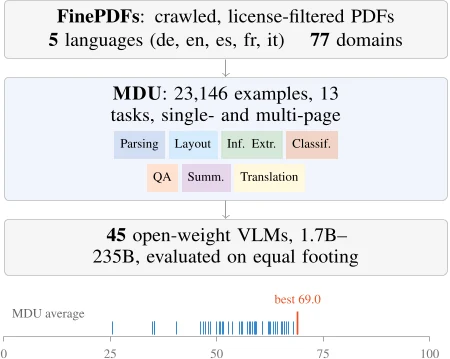 FinePDFs: crawled, license-filtered PDFs
5 languages (de, en, es, fr, it) 77 domains
MDU: 23,146 examples, 13
tasks, single- and multi-page
Parsing Layout Inf. Extr. Classif.
QA Summ. Translation
45 open-weight VLMs, 1.7B–
235B, evaluated on equal footing
best 69.0
MDU average
0 25 50 75 100